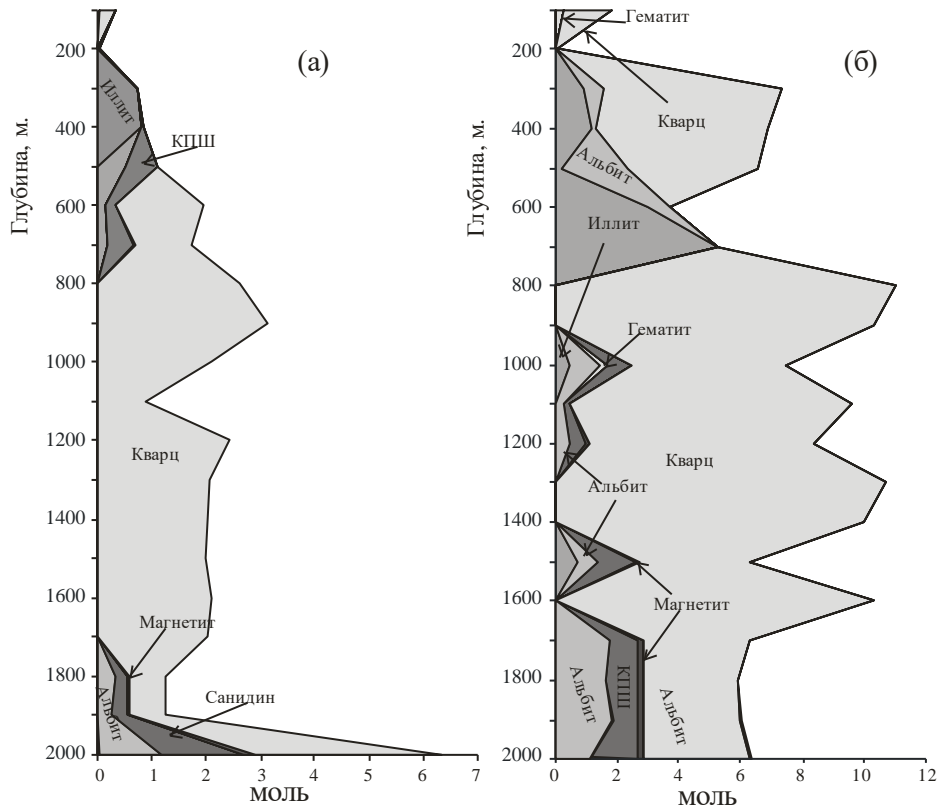 (а)
Глубина, м.
200
400
600
800
1000
1200
1400
1600
1800
2000
Иллит
КПШ
Кварц
Магнетит
Альбит
Санидин
0 1 2 3 4 5 6 7
моль
(б)
Глубина, м.
200
400
600
800
1000
1200
1400
1600
1800
2000
Гематит
Кварц
Альбит
Иллит
Гематит
Кварц
Альбит
Магнетит
Альбит
КПШ
Альбит
0 2 4 6 8 10 12
моль